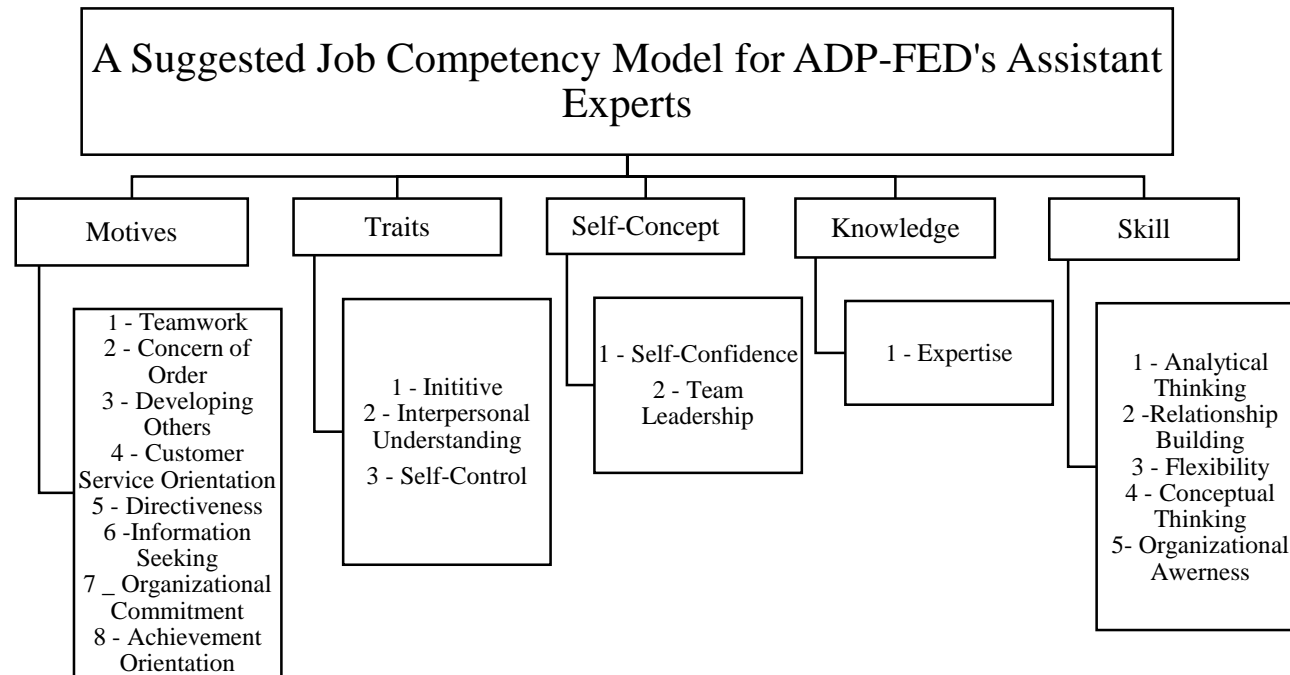 A Suggested Job Competency Model for ADP-FED's Assistant
Experts
Motives
Traits
Self-Concept
Knowledge
Skill
1 - Teamwork
2 - Concern of
Order
3 - Developing
Others
4 - Customer
Service Orientation
5 - Directiveness
6 -Information
Seeking
7 _ Organizational
Commitment
8 - Achievement
Orientation
1 - Inititive
2 - Interpersonal
Understanding
3 - Self-Control
1 - Self-Confidence
2 - Team
Leadership
1 - Expertise
1 - Analytical
Thinking
2 -Relationship
Building
3 - Flexibility
4 - Conceptual
Thinking
5- Organizational
Awerness